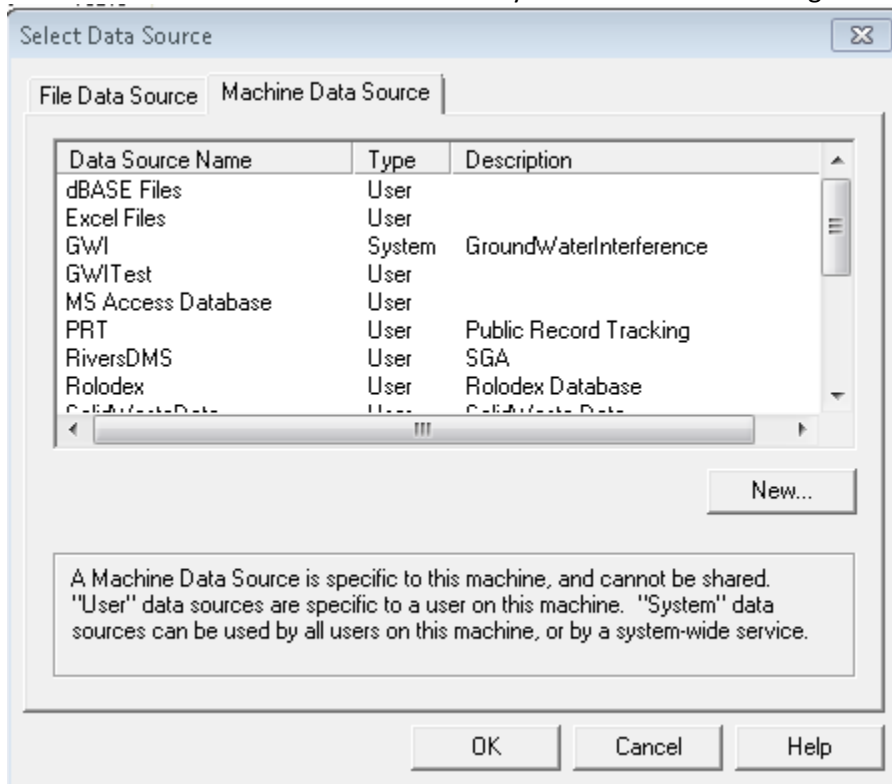 Select Data Source
File Data Source Machine Data Source
Data Source Name Type Description
dBASE Files User
Excel Files User
GWI System GroundWaterInterference
GWITest User
MS Access Database User
PRT User Public Record Tracking
RiversDMS User SGA
Rolodex User Rolodex Database
New...
A Machine Data Source is specific to this machine, and cannot be shared.
"User" data sources are specific to a user on this machine. "System" data
sources can be used by all users on this machine, or by a system-wide service.
OK Cancel Help